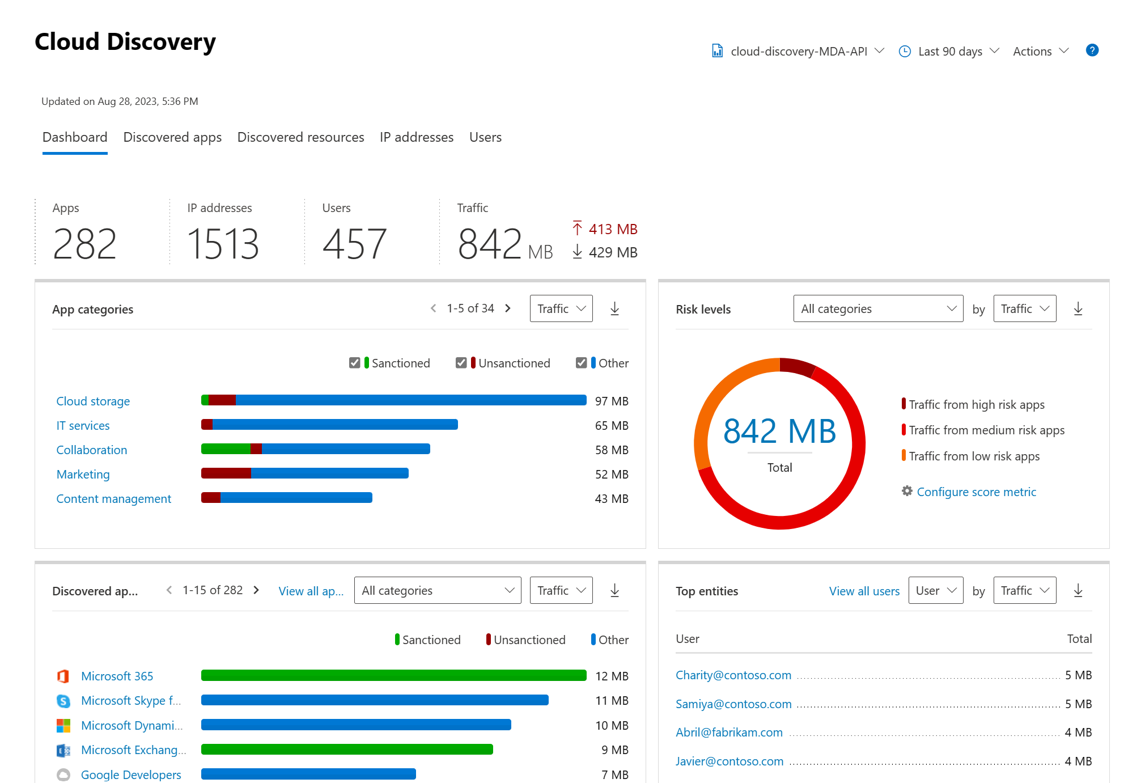 Cloud Discovery
cloud-discovery-MDA-API Last 90 days Actions ?
Updated on Aug 28, 2023, 5:36 PM
Dashboard Discovered apps Discovered resources IP addresses Users
Apps IP addresses Users Traffic
282 1513 457 842 MB
413 MB
429 MB
App categories 1-5 of 34 Traffic
Sanctioned Unsanctioned Other
Cloud storage 97 MB
IT services 65 MB
Collaboration 58 MB
Marketing 52 MB
Content management 43 MB
Risk levels All categories by Traffic
842 MB
Total
Traffic from high risk apps
Traffic from medium risk apps
Traffic from low risk apps
Configure score metric
Discovered ap... 1-15 of 282 View all ap... All categories Traffic
Sanctioned Unsanctioned Other
Microsoft 365 12 MB
Microsoft Skype f... 11 MB
Microsoft Dynami... 10 MB
Microsoft Exchang... 9 MB
Google Developers 7 MB
Top entities View all users User by Traffic
User Total
Charity@contoso.com 5 MB
Samiya@contoso.com 5 MB
Abril@fabrikam.com 4 MB
Javier@contoso.com 4 MB